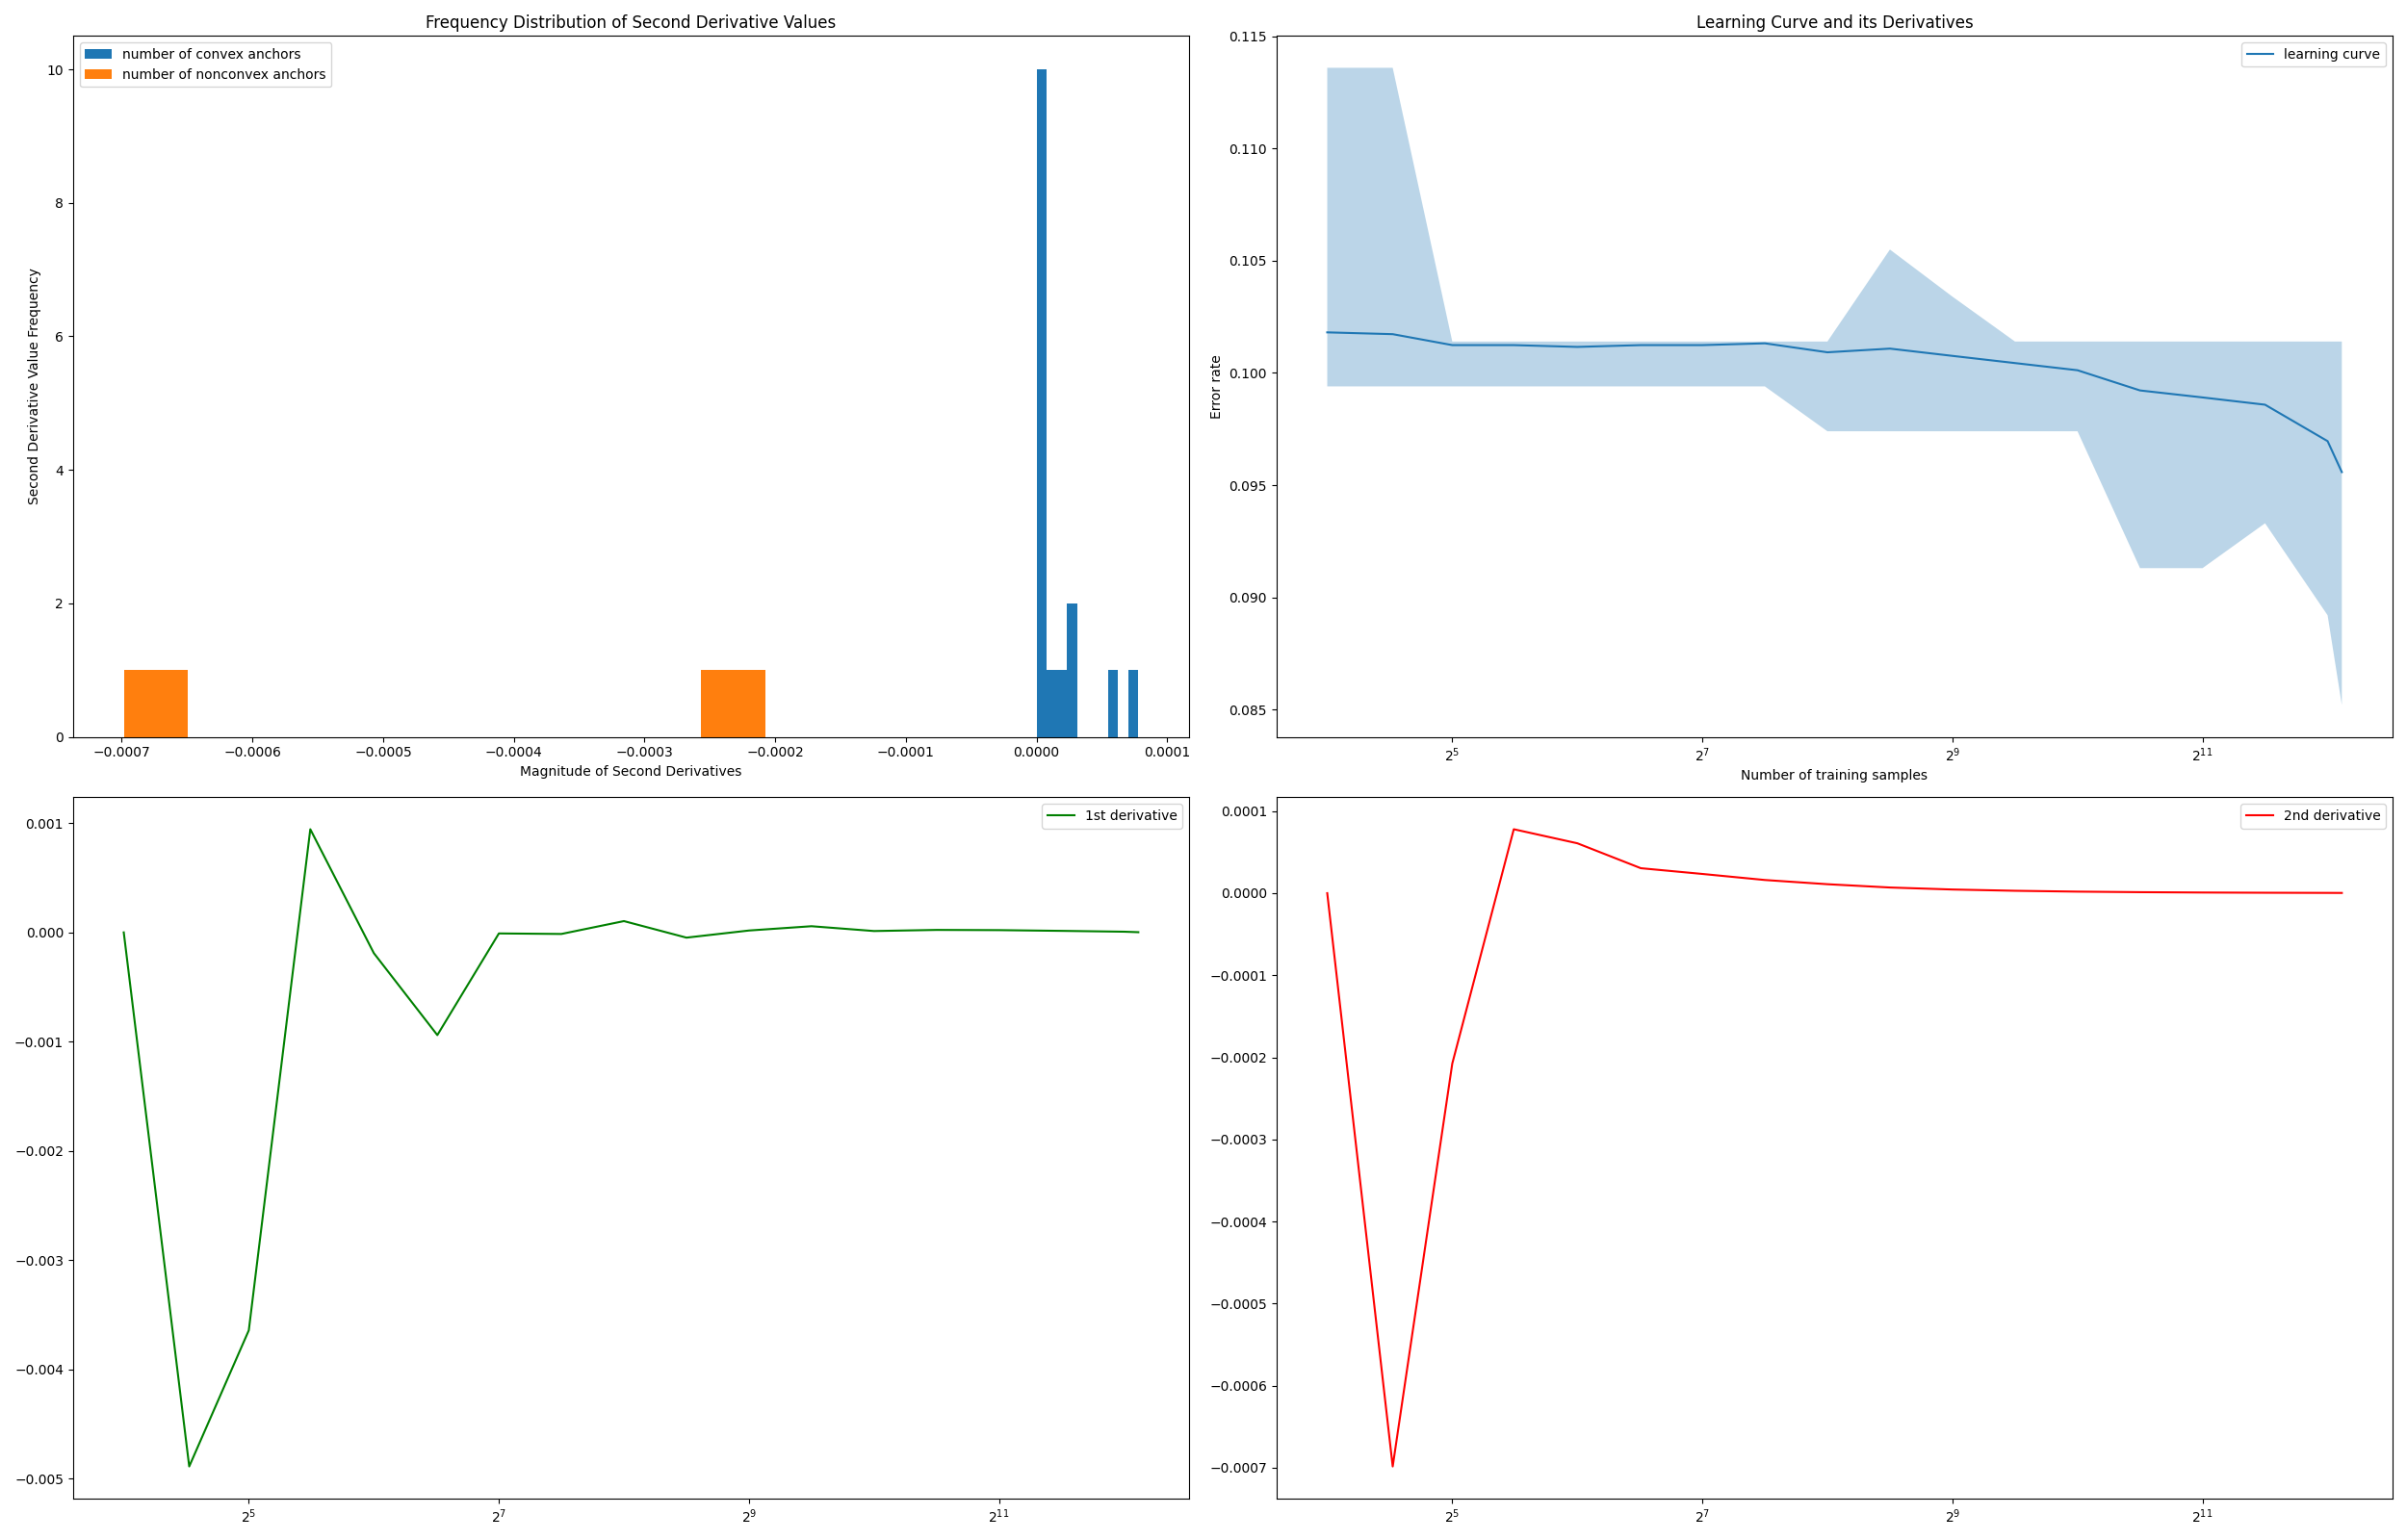 Frequency Distribution of Second Derivative Values
number of convex anchors
number of nonconvex anchors
Second Derivative Value Frequency
10
8
6
4
2
0
−0.0007 −0.0006 −0.0005 −0.0004 −0.0003 −0.0002 −0.0001 0.0000 0.0001
Magnitude of Second Derivatives
Learning Curve and its Derivatives
learning curve
Error rate
0.115
0.110
0.105
0.100
0.095
0.090
0.085
2⁵ 2⁷ 2⁹ 2¹¹
Number of training samples
1st derivative
0.001
0.000
−0.001
−0.002
−0.003
−0.004
−0.005
2⁵ 2⁷ 2⁹ 2¹¹
2nd derivative
0.0001
0.0000
−0.0001
−0.0002
−0.0003
−0.0004
−0.0005
−0.0006
−0.0007
2⁵ 2⁷ 2⁹ 2¹¹